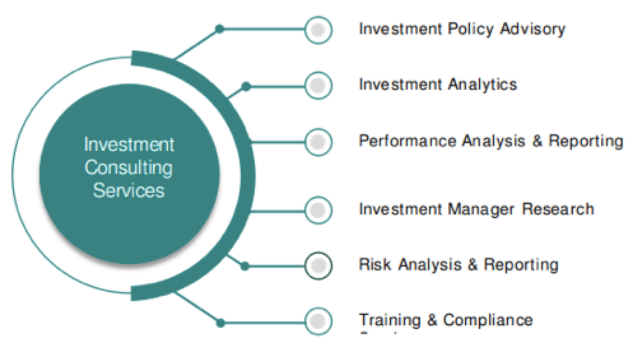 Investment Policy Advisory
Investment Analytics
Investment
Consulting
Services
Performance Analysis & Reporting
Investment Manager Research
Risk Analysis & Reporting
Training & Compliance